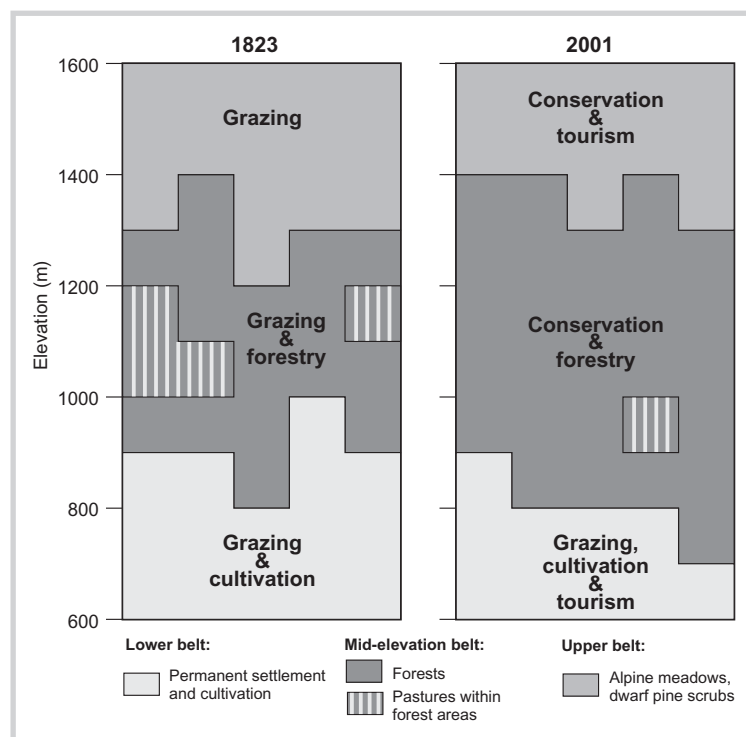 1823
2001
1600
1400
1200
1000
800
600
Elevation (m)
Grazing
Grazing
&
forestry
Grazing
&
cultivation
Conservation
&
tourism
Conservation
&
forestry
Grazing,
cultivation
&
tourism
Lower belt:
Permanent settlement
and cultivation
Mid-elevation belt:
Forests
Pastures within
forest areas
Upper belt:
Alpine meadows,
dwarf pine scrubs